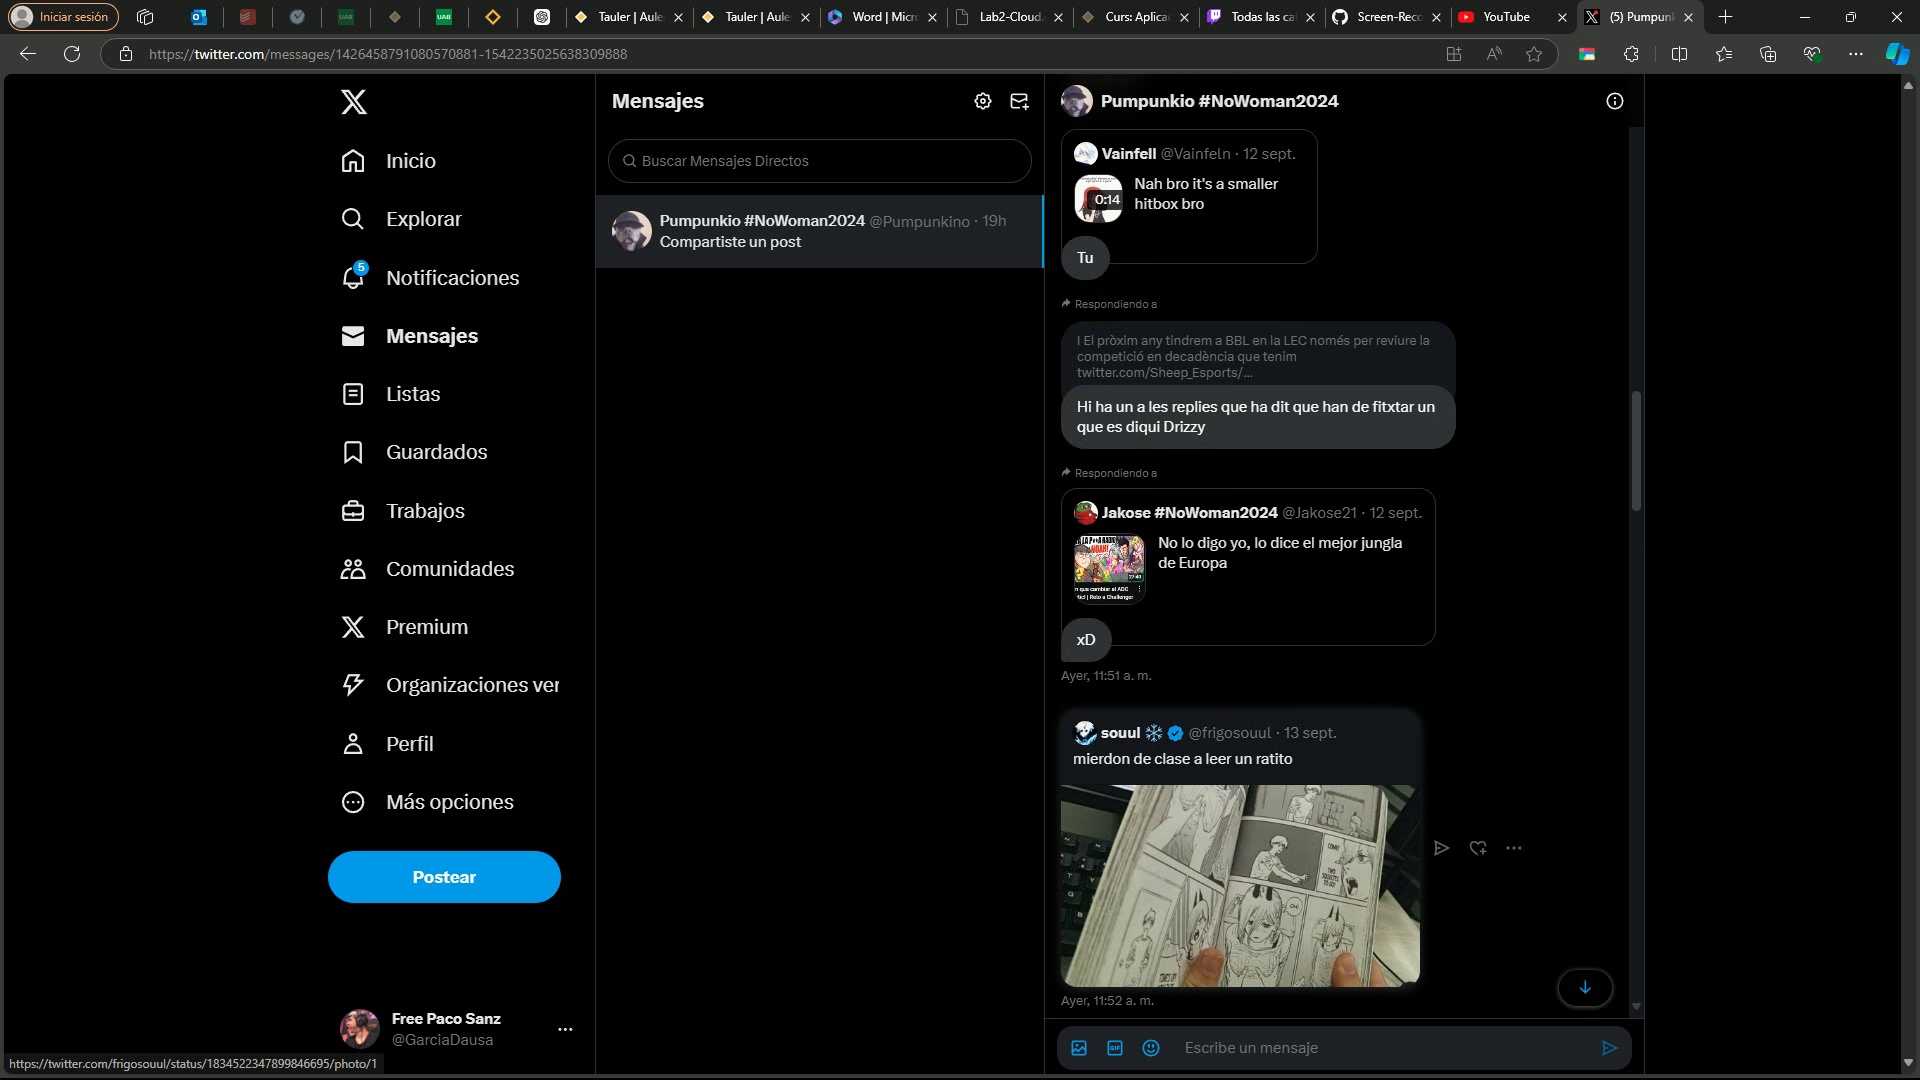 Iniciar sesión
Tauler | Aule
Tauler | Aule
Word | Micr
Lab2-Cloud.
Curs: Aplica
Todas las ca
Screen-Reco
YouTube
(5) Pumpun
https://twitter.com/messages/1426458791080570881-1542235025638309888
Inicio
Explorar
5
Notificaciones
Mensajes
Listas
Guardados
Trabajos
Comunidades
Premium
Organizaciones ver
Perfil
Más opciones
Postear
Free Paco Sanz
@GarciaDausa
https://twitter.com/frigosouul/status/1834522347899846695/photo/1
Mensajes
Buscar Mensajes Directos
Pumpunkio #NoWoman2024 @Pumpunkino · 19h
Compartiste un post
Pumpunkio #NoWoman2024
Vainfell @Vainfeln · 12 sept.
0:14
Nah bro it's a smaller
hitbox bro
Tu
Respondiendo a
I El pròxim any tindrem a BBL en la LEC només per reviure la
competició en decadència que tenim
twitter.com/Sheep_Esports/...
Hi ha un a les replies que ha dit que han de fitxtar un
que es diqui Drizzy
Respondiendo a
Jakose #NoWoman2024 @Jakose21 · 12 sept.
No lo digo yo, lo dice el mejor jungla
de Europa
xD
Ayer, 11:51 a. m.
souul @frigosouul · 13 sept.
mierdon de clase a leer un ratito
Ayer, 11:52 a. m.
GIF
Escribe un mensaje